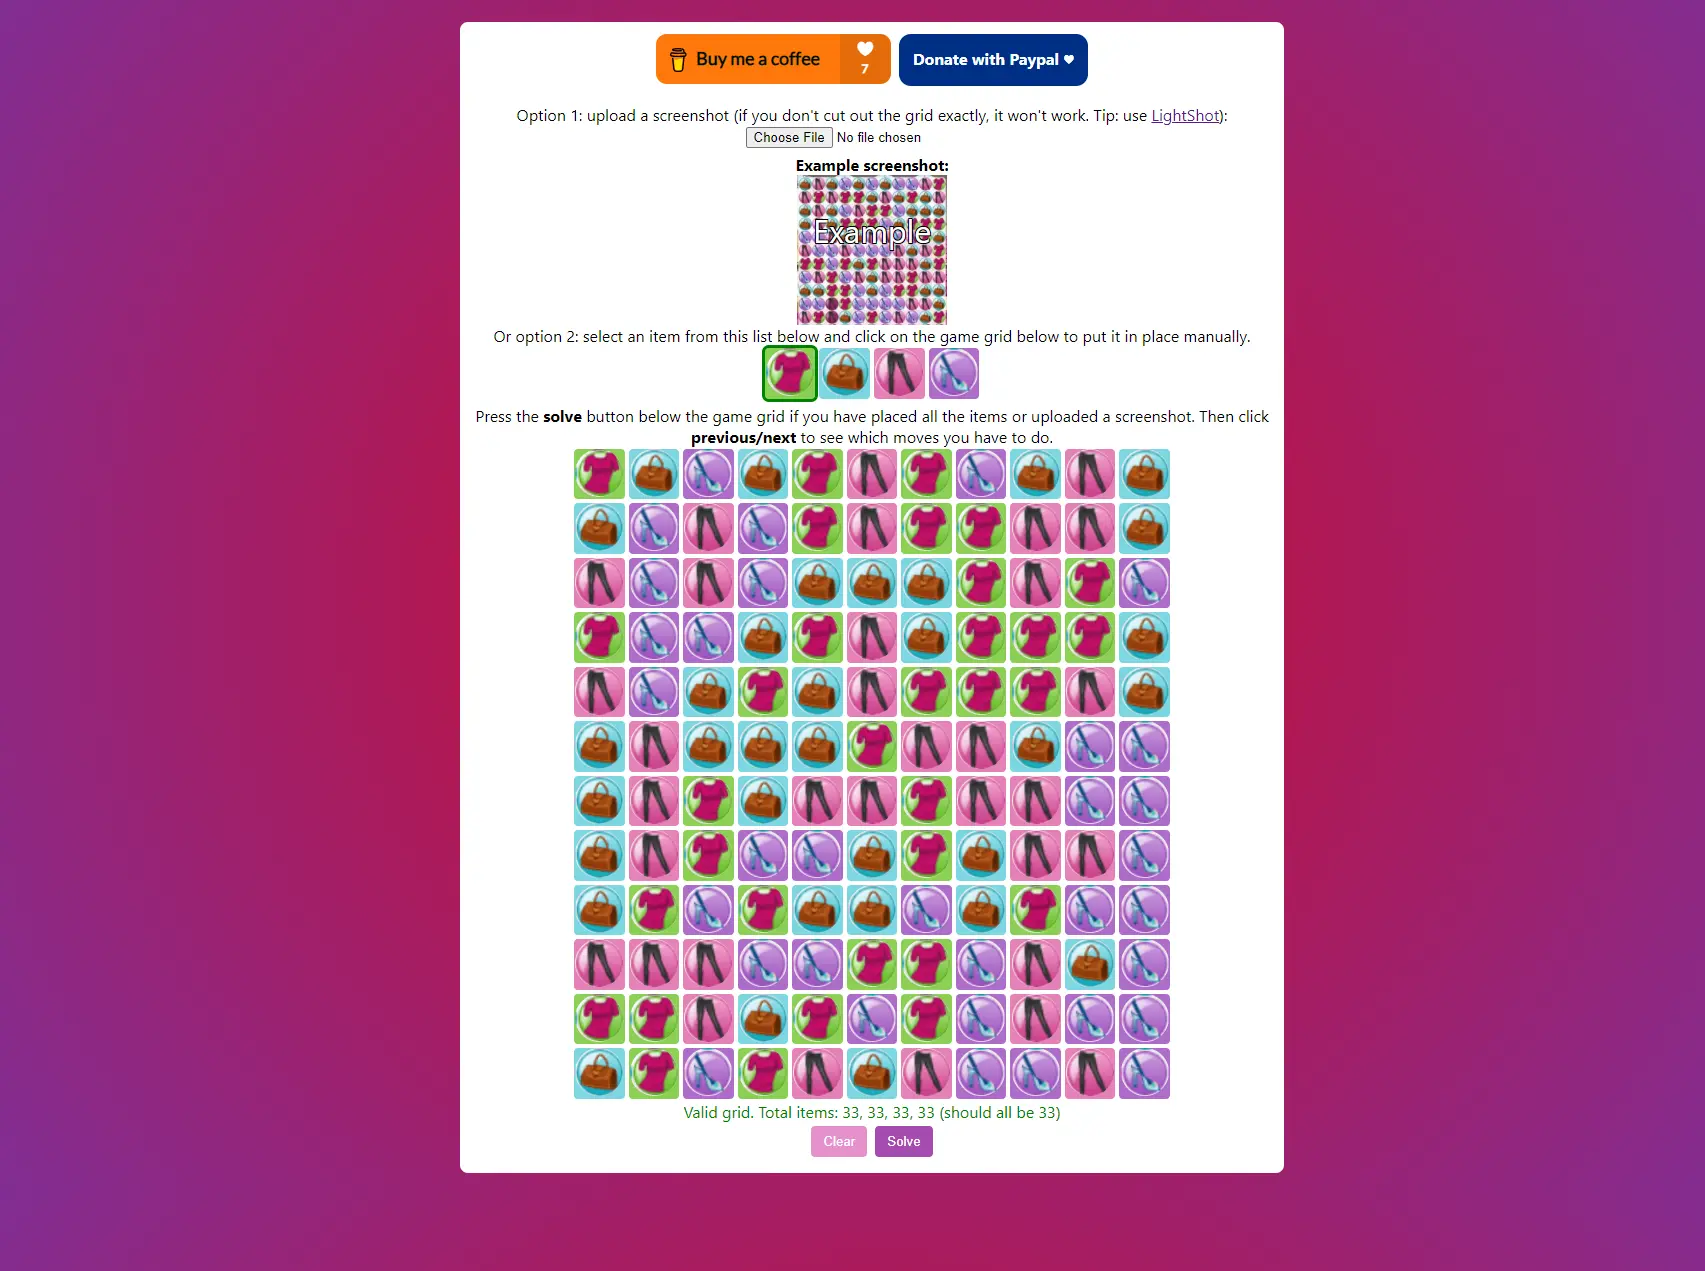 Buy me a coffee
7
Donate with Paypal ♥
Option 1: upload a screenshot (if you don't cut out the grid exactly, it won't work. Tip: use LightShot):
Choose File No file chosen
Example screenshot:
Example
Or option 2: select an item from this list below and click on the game grid below to put it in place manually.
Press the solve button below the game grid if you have placed all the items or uploaded a screenshot. Then click
previous/next to see which moves you have to do.
Valid grid. Total items: 33, 33, 33, 33 (should all be 33)
Clear Solve